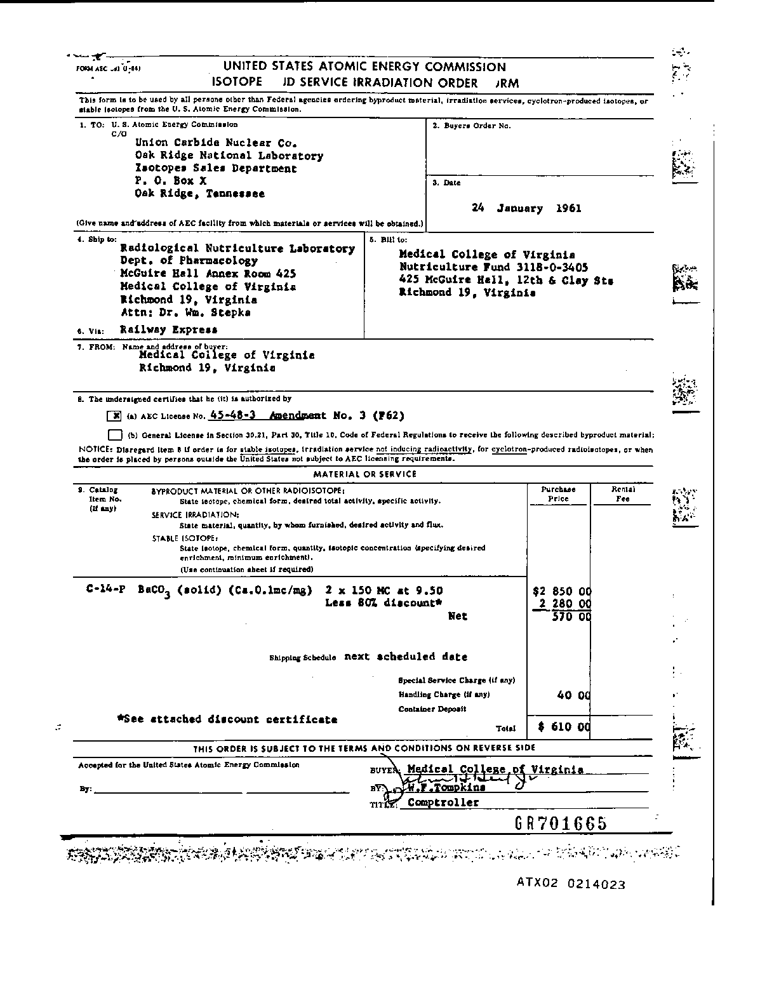 FORM AEC
UNITED STATES ATOMIC ENERGY COMMISSION
ISOTOPE ND SERVICE IRRADIATION ORDER RM
This form is to be used by all persons other than Federal agencies ordering byproduct material, irradiation services, cyclotron-produced isotopes, or
stable isotopes from the U. S. Atomic Energy Commission.
1. TO: U. S. Atomic Energy Commission
C/O
Union Carbide Nuclear Co.
Oak Ridge National Laboratory
Isotopes Sales Department
P. O. Box X
Oak Ridge, Tennessee
(Give name and address of AEC facility from which materials or services will be obtained.)
2. Buyers Order No.
3. Date
24 January 1961
4. Ship to:
Radiological Nutriculture Laboratory
Dept. of Pharmacology
McGuire Hall Annex Room 425
Medical College of Virginia
Richmond 19, Virginia
Attn: Dr. Wm. Stepka
6. Via: Railway Express
5. Bill to:
Medical College of Virginia
Nutriculture Fund 3118-0-3405
425 McGuire Hall, 12th & Clay Sts
Richmond 19, Virginia
7. FROM: Name and address of buyer:
Medical College of Virginia
Richmond 19, Virginia
8. The undersigned certifies that he (it) is authorized by
X (a) AEC License No. 45-48-3 Amendment No. 3 (F62)
(b) General License in Section 30.21, Part 30, Title 10, Code of Federal Regulations to receive the following described byproduct material:
NOTICE: Disregard Item 8 if order is for stable isotopes, irradiation service not inducing radioactivity, for cyclotron-produced radioisotopes, or when
the order is placed by persons outside the United States not subject to AEC licensing requirements.
MATERIAL OR SERVICE
9. Catalog
Item No.
(if any)
BYPRODUCT MATERIAL OR OTHER RADIOISOTOPE:
State isotope, chemical form, desired total activity, specific activity.
SERVICE IRRADIATION:
State material, quantity, by whom furnished, desired activity and flux.
STABLE ISOTOPE:
State isotope, chemical form, quantity, isotopic concentration (specifying desired
enrichment, minimum enrichment).
(Use continuation sheet if required)
Purchase
Price
Rental
Fee
C-14-P BaCO3 (solid) (Ca.0.1mc/mg) 2 x 150 MC at 9.50 $2 850 00
Less 80% discount* 2 280 00
Net 570 00
Shipping Schedule next scheduled date
Special Service Charge (if any)
Handling Charge (if any) 40 00
Container Deposit
*See attached discount certificate
Total $ 610 00
THIS ORDER IS SUBJECT TO THE TERMS AND CONDITIONS ON REVERSE SIDE
Accepted for the United States Atomic Energy Commission
By:
BUYER: Medical College of Virginia
BY: W.F.Tompkins
TITLE: Comptroller
GR701665
ATX02 0214023